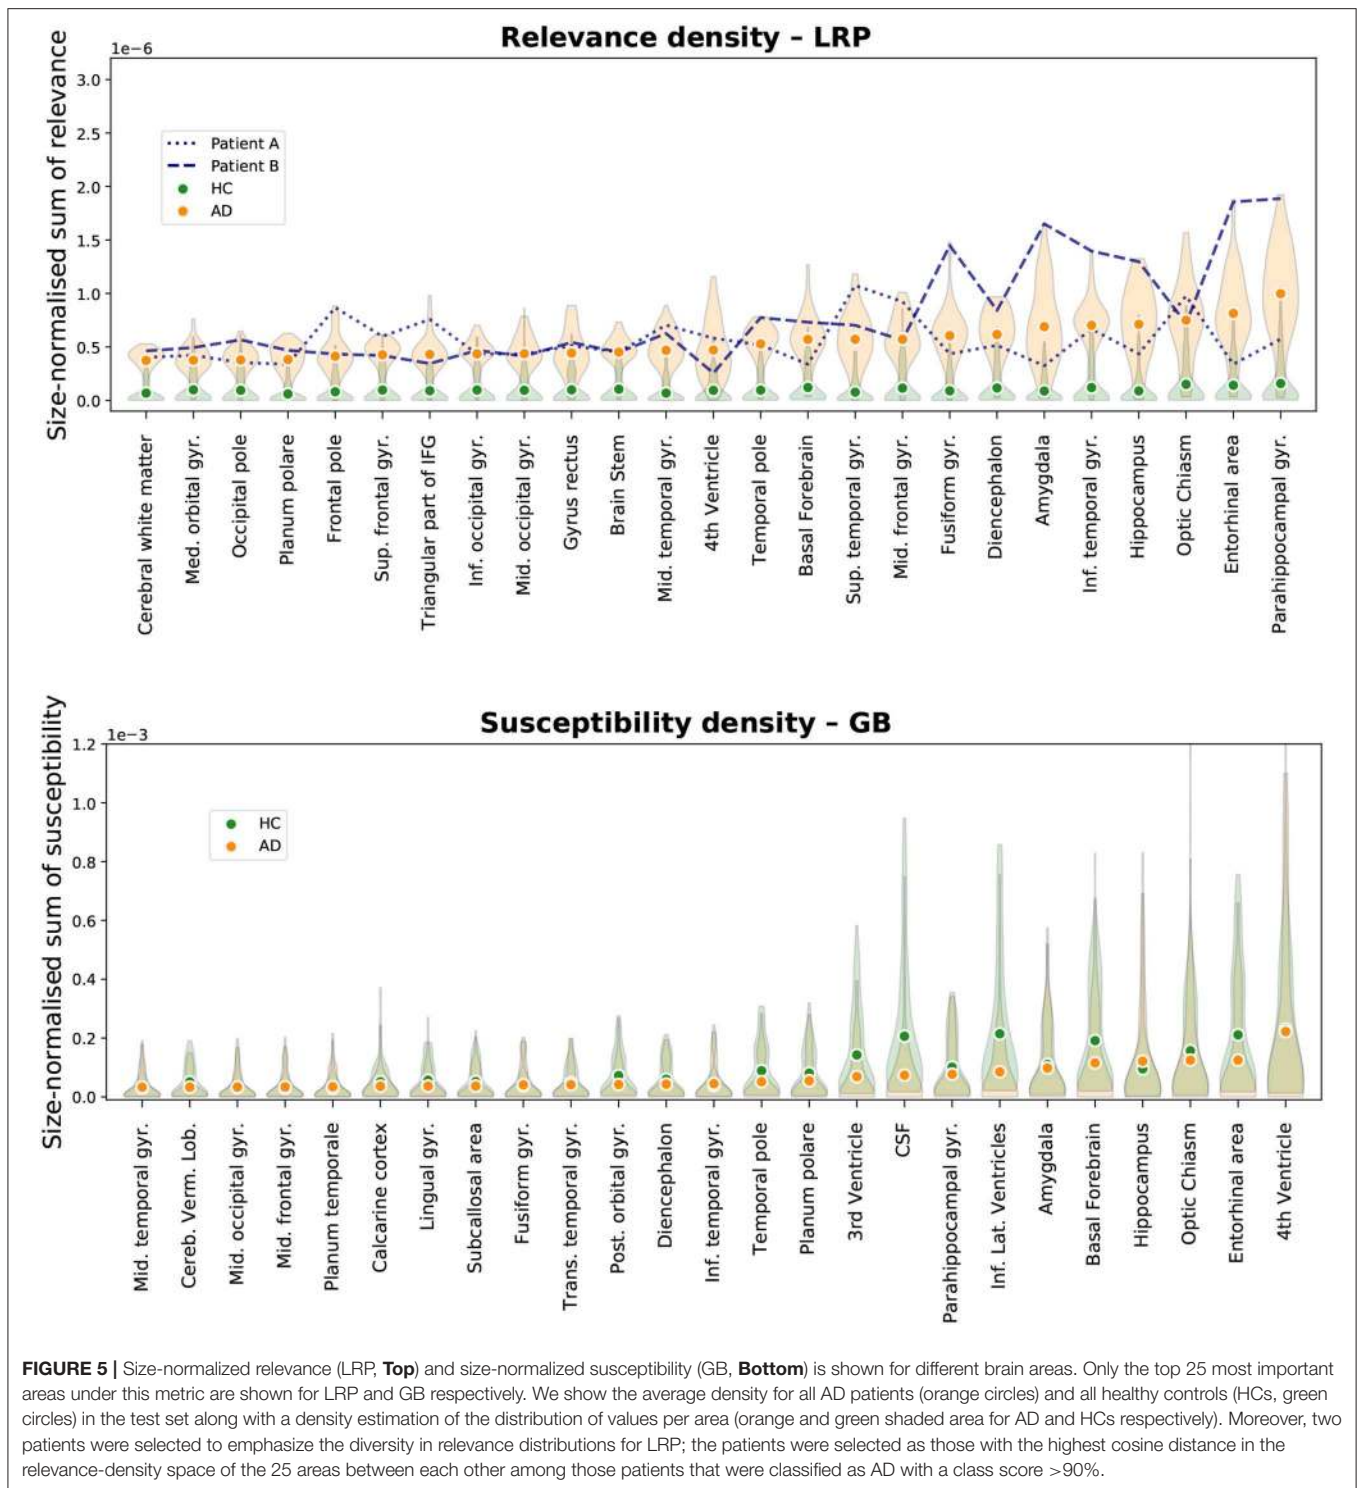 Relevance density – LRP
1e−6
Size-normalised sum of relevance
3.0
2.5
2.0
1.5
1.0
0.5
0.0
Patient A
Patient B
HC
AD
Cerebral white matter
Med. orbital gyr.
Occipital pole
Planum polare
Frontal pole
Sup. frontal gyr.
Triangular part of IFG
Inf. occipital gyr.
Mid. occipital gyr.
Gyrus rectus
Brain Stem
Mid. temporal gyr.
4th Ventricle
Temporal pole
Basal Forebrain
Sup. temporal gyr.
Mid. frontal gyr.
Fusiform gyr.
Diencephalon
Amygdala
Inf. temporal gyr.
Hippocampus
Optic Chiasm
Entorhinal area
Parahippocampal gyr.
Susceptibility density – GB
1e−3
Size-normalised sum of susceptibility
1.2
1.0
0.8
0.6
0.4
0.2
0.0
HC
AD
Mid. temporal gyr.
Cereb. Verm. Lob.
Mid. occipital gyr.
Mid. frontal gyr.
Planum temporale
Calcarine cortex
Lingual gyr.
Subcallosal area
Fusiform gyr.
Trans. temporal gyr.
Post. orbital gyr.
Diencephalon
Inf. temporal gyr.
Temporal pole
Planum polare
3rd Ventricle
CSF
Parahippocampal gyr.
Inf. Lat. Ventricles
Amygdala
Basal Forebrain
Hippocampus
Optic Chiasm
Entorhinal area
4th Ventricle
FIGURE 5 | Size-normalized relevance (LRP, Top) and size-normalized susceptibility (GB, Bottom) is shown for different brain areas. Only the top 25 most important
areas under this metric are shown for LRP and GB respectively. We show the average density for all AD patients (orange circles) and all healthy controls (HCs, green
circles) in the test set along with a density estimation of the distribution of values per area (orange and green shaded area for AD and HCs respectively). Moreover, two
patients were selected to emphasize the diversity in relevance distributions for LRP; the patients were selected as those with the highest cosine distance in the
relevance-density space of the 25 areas between each other among those patients that were classified as AD with a class score >90%.